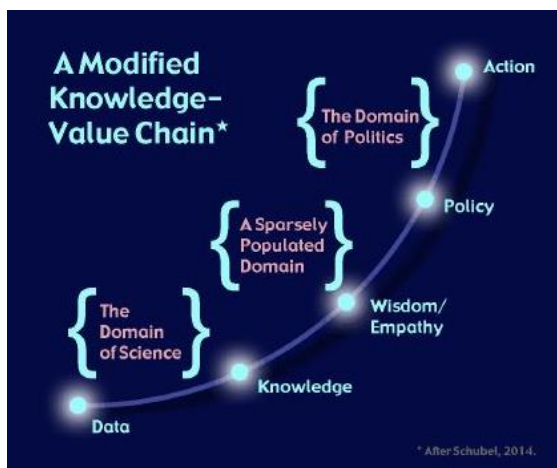 A Modified
Knowledge-
Value Chain*
Action
The Domain
of Politics
Policy
A Sparsely
Populated
Domain
Wisdom/
Empathy
The
Domain
of Science
Knowledge
Data
* After Schubel, 2014.